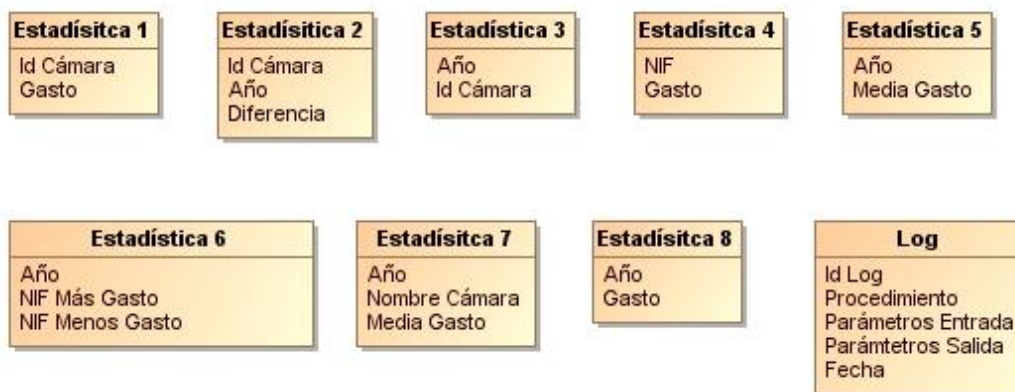 Estadísitca 1
Id Cámara
Gasto
Estadísitica 2
Id Cámara
Año
Diferencia
Estadística 3
Año
Id Cámara
Estadísitca 4
NIF
Gasto
Estadística 5
Año
Media Gasto
Estadística 6
Año
NIF Más Gasto
NIF Menos Gasto
Estadísitca 7
Año
Nombre Cámara
Media Gasto
Estadísitca 8
Año
Gasto
Log
Id Log
Procedimiento
Parámetros Entrada
Parámtetros Salida
Fecha